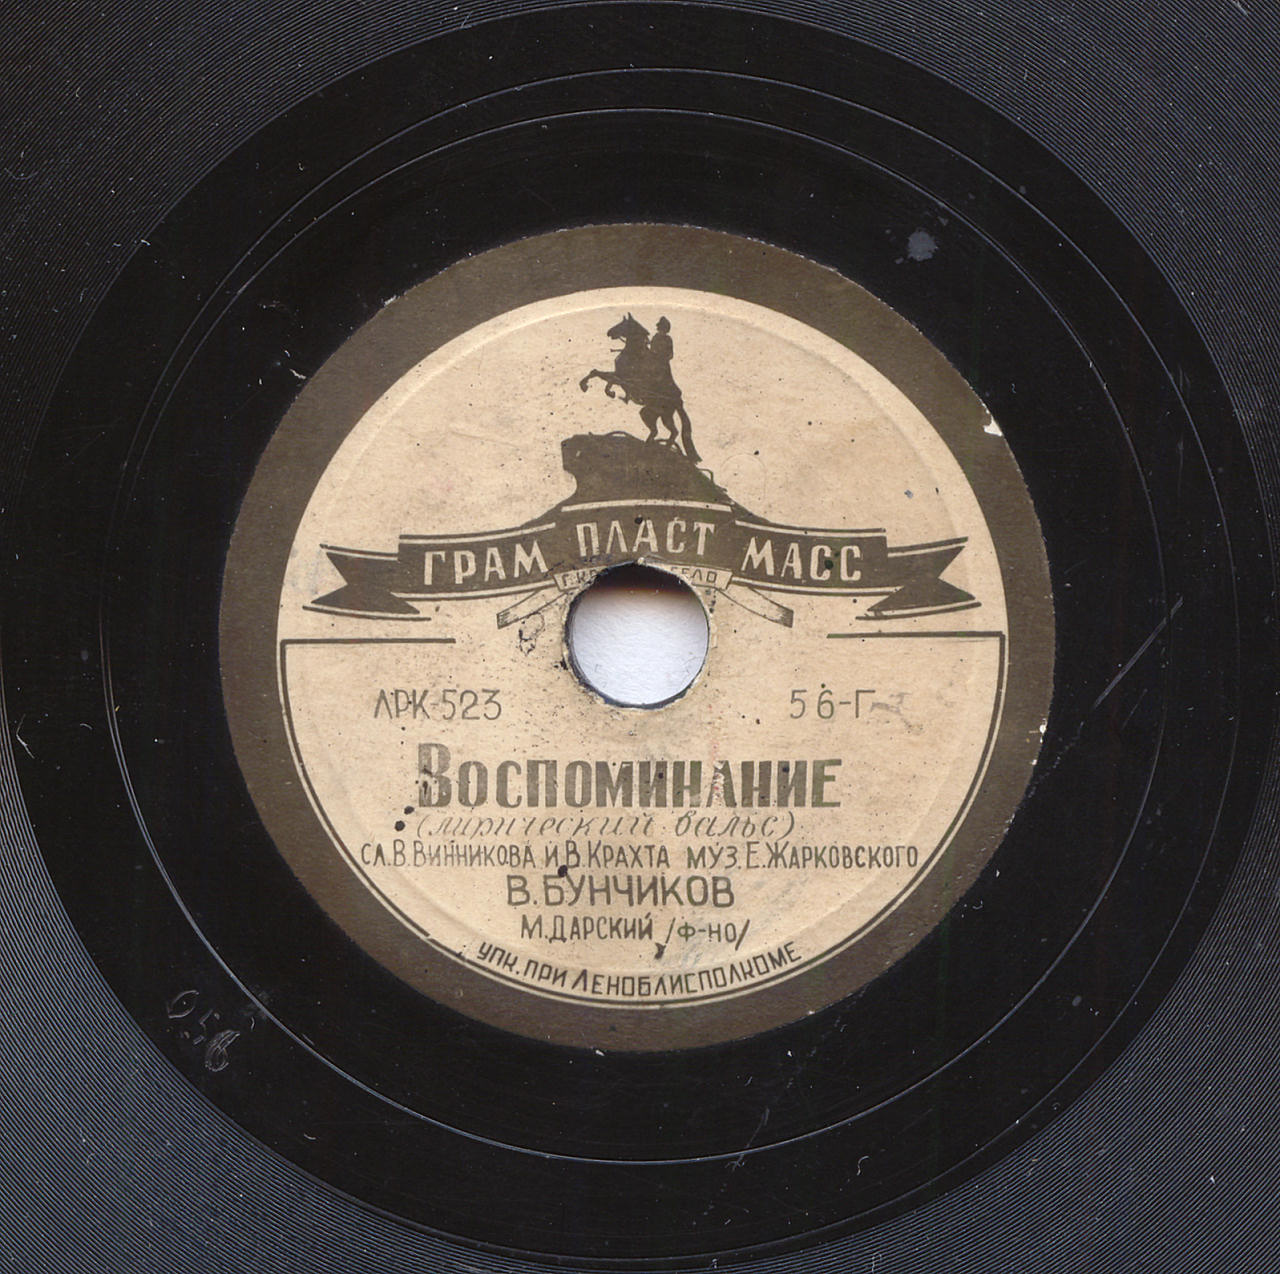 ГРАМ ПЛАСТ МАСС
ЛРК-523 56-Г
ВОСПОМИНАНИЕ
(лирический вальс)
СЛ.В.ВИННИКОВА И В.КРАХТА МУЗ.Е.ЖАРКОВСКОГО
В.БУНЧИКОВ
М.ДАРСКИЙ /Ф-НО/
УПК.ПРИ ЛЕНОБЛИСПОЛКОМЕ